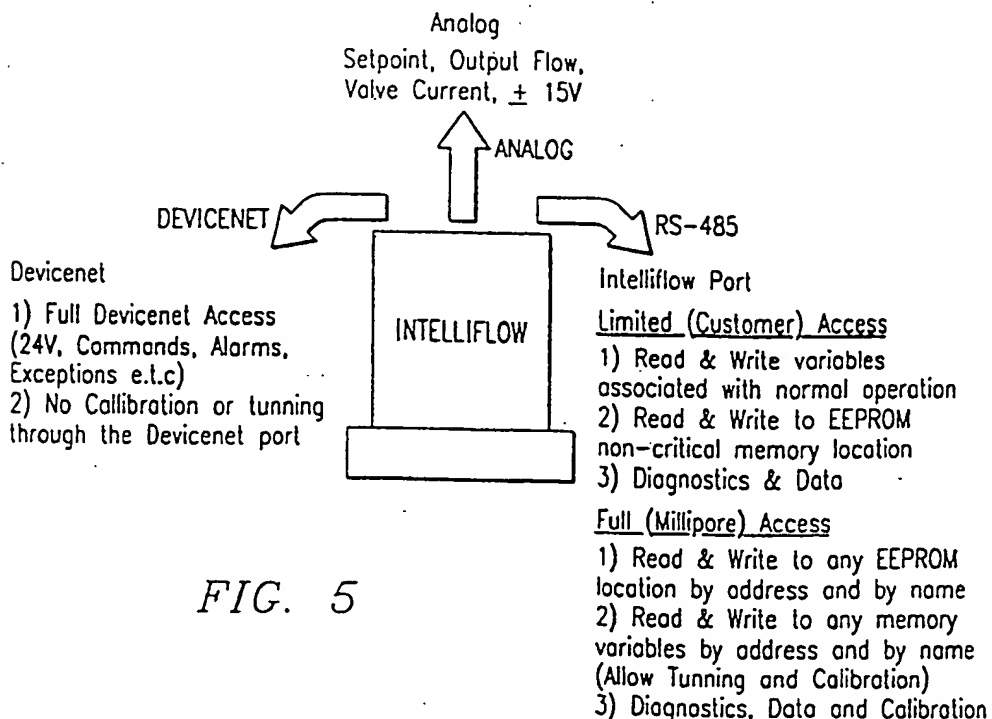 Analog
Setpoint, Output Flow,
Valve Current, ± 15V
ANALOG
DEVICENET
RS-485
INTELLIFLOW
Devicenet
1) Full Devicenet Access
(24V, Commands, Alarms,
Exceptions e.t.c)
2) No Callibration or tunning
through the Devicenet port
Intelliflow Port
Limited (Customer) Access
1) Read & Write variables
associated with normal operation
2) Read & Write to EEPROM
non-critical memory location
3) Diagnostics & Data
Full (Millipore) Access
1) Read & Write to any EEPROM
location by address and by name
2) Read & Write to any memory
variables by address and by name
(Allow Tunning and Calibration)
3) Diagnostics, Data and Calibration
FIG. 5